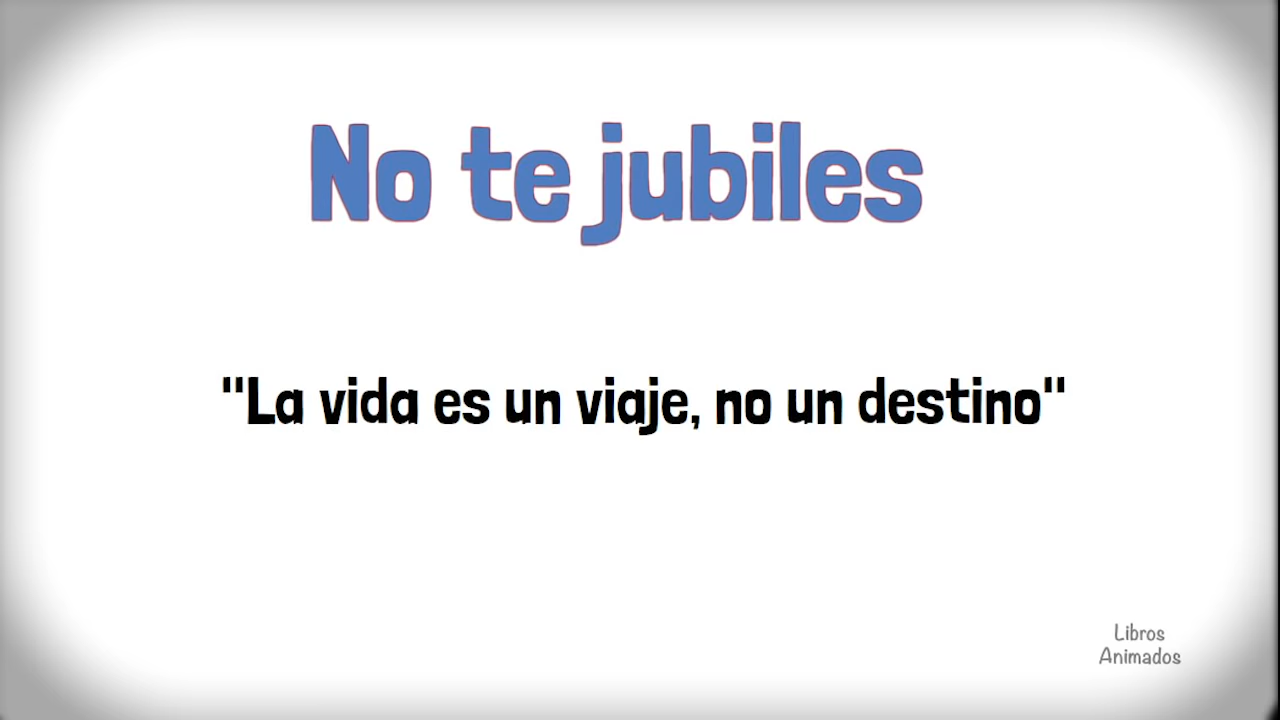 No te jubiles
"La vida es un viaje, no un destino"
Libros
Animados